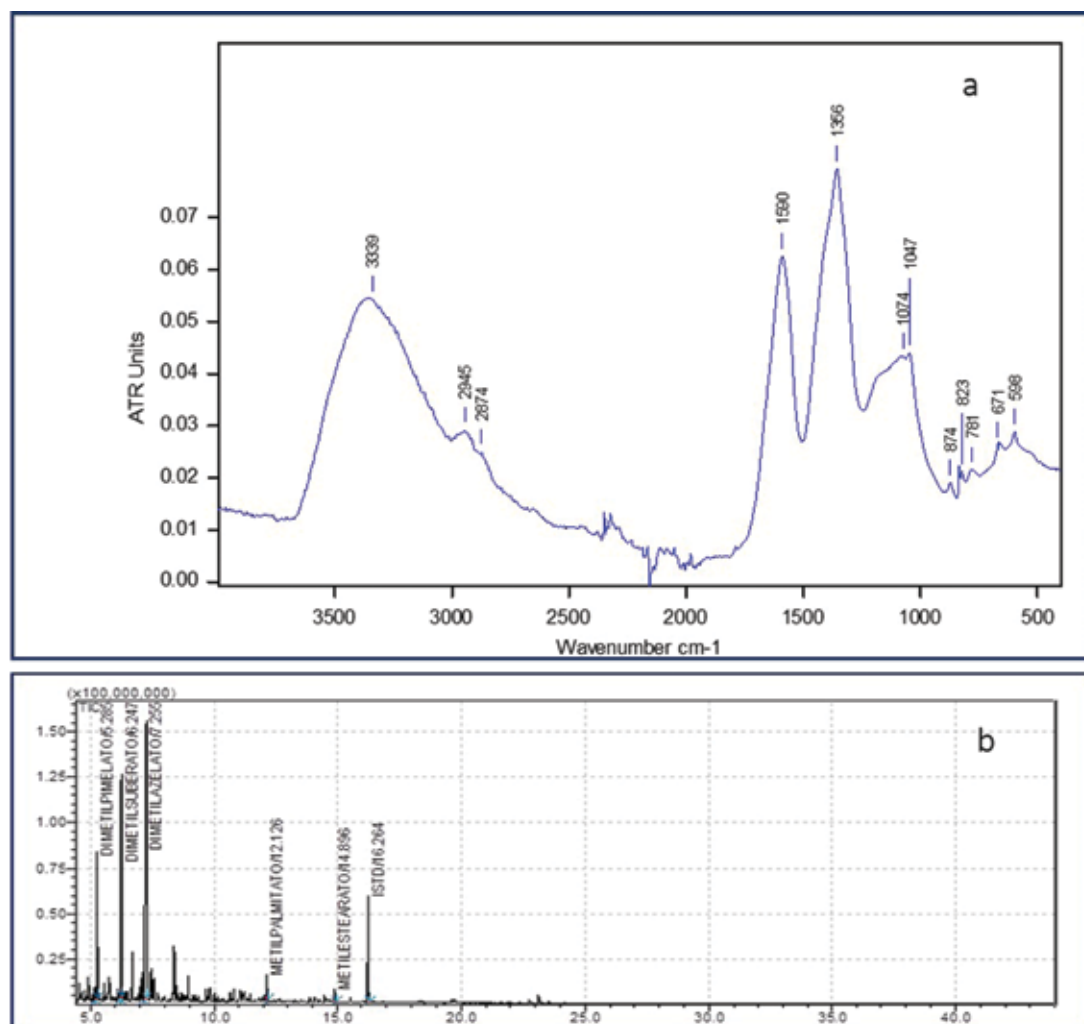 a
1356
1590
3339
1047
1074
2945
2874
823
874
781
671
598
0.07
0.06
0.05
0.04
0.03
0.02
0.01
0.00
ATR Units
3500 3000 2500 2000 1500 1000 500
Wavenumber cm-1
(x100,000,000)
TIC
b
DIMETILPIMELATO/5.285
DIMETILSUBERATO/6.247
DIMETILAZELATO/7.255
METILPALMITATO/12.126
METILESTEARATO/14.896
ISTD/16.264
1.50
1.25
1.00
0.75
0.50
0.25
5.0 10.0 15.0 20.0 25.0 30.0 35.0 40.0